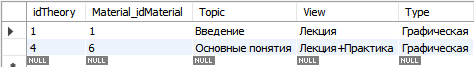 idTheory Material_idMaterial Topic View Type
1 1 Введение Лекция Графическая
4 6 Основные понятия Лекция+Практика Графическая
NULL NULL NULL NULL NULL